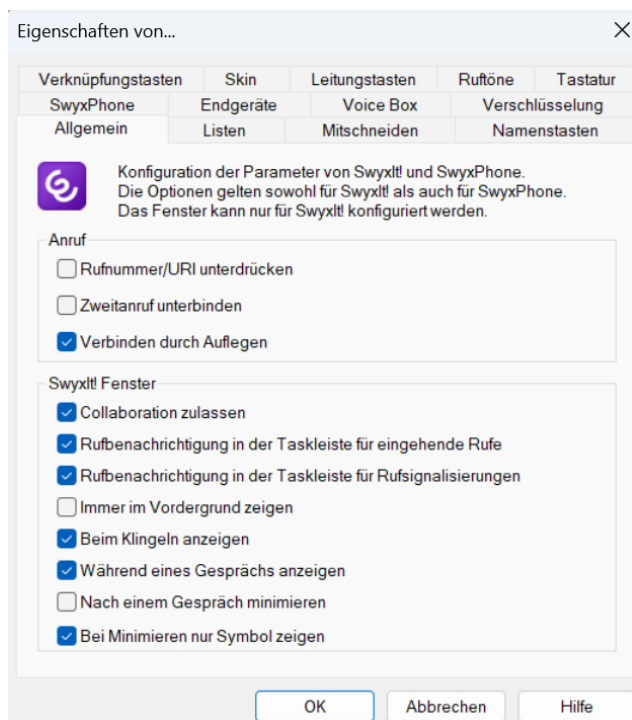 Eigenschaften von...
Verknüpfungstasten Skin Leitungstasten Ruftöne Tastatur
SwyxPhone Endgeräte Voice Box Verschlüsselung
Allgemein Listen Mitschneiden Namenstasten
Konfiguration der Parameter von SwyxIt! und SwyxPhone.
Die Optionen gelten sowohl für SwyxIt! als auch für SwyxPhone.
Das Fenster kann nur für SwyxIt! konfiguriert werden.
Anruf
Rufnummer/URI unterdrücken
Zweitanruf unterbinden
Verbinden durch Auflegen
SwyxIt! Fenster
Collaboration zulassen
Rufbenachrichtigung in der Taskleiste für eingehende Rufe
Rufbenachrichtigung in der Taskleiste für Rufsignalisierungen
Immer im Vordergrund zeigen
Beim Klingeln anzeigen
Während eines Gesprächs anzeigen
Nach einem Gespräch minimieren
Bei Minimieren nur Symbol zeigen
OK Abbrechen Hilfe